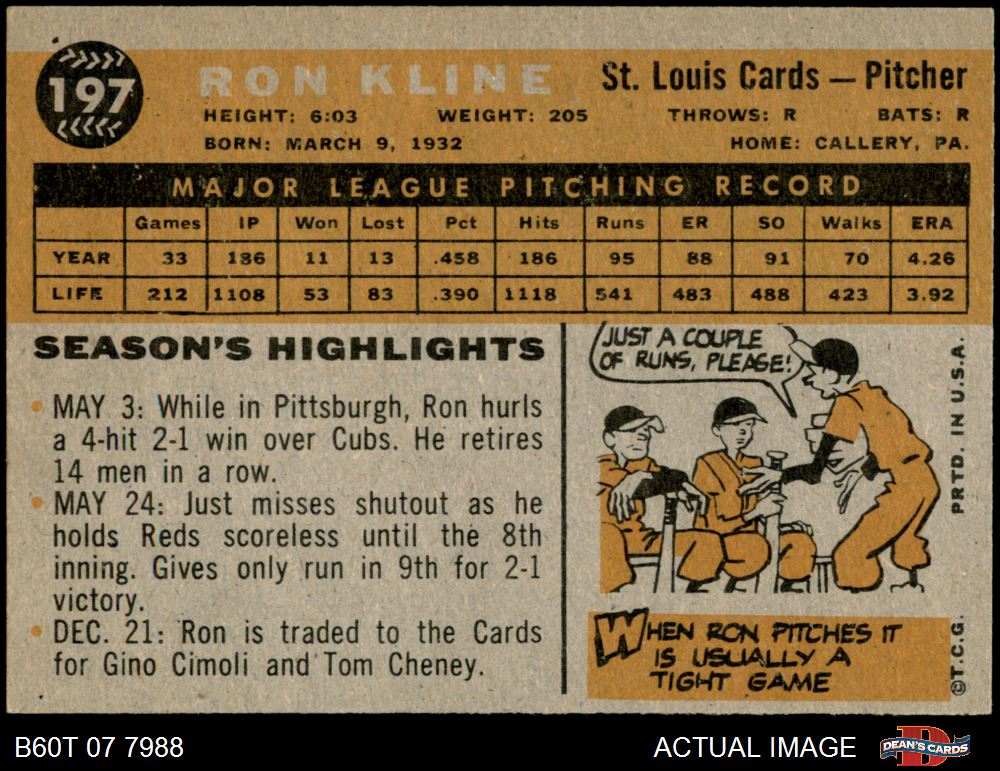 197
RON KLINE
St. Louis Cards — Pitcher
HEIGHT: 6:03 WEIGHT: 205 THROWS: R BATS: R
BORN: MARCH 9, 1932 HOME: CALLERY, PA.
MAJOR LEAGUE PITCHING RECORD
Games IP Won Lost Pct Hits Runs ER SO Walks ERA
YEAR 33 186 11 13 .458 186 95 88 91 70 4.26
LIFE 212 1108 53 83 .390 1118 541 483 488 423 3.92
SEASON'S HIGHLIGHTS
• MAY 3: While in Pittsburgh, Ron hurls
a 4-hit 2-1 win over Cubs. He retires
14 men in a row.
• MAY 24: Just misses shutout as he
holds Reds scoreless until the 8th
inning. Gives only run in 9th for 2-1
victory.
• DEC. 21: Ron is traded to the Cards
for Gino Cimoli and Tom Cheney.
JUST A COUPLE
OF RUNS, PLEASE!
WHEN RON PITCHES IT
IS USUALLY A
TIGHT GAME
©T.C.G. PRTD. IN U.S.A.
B60T 07 7988
ACTUAL IMAGE
DEAN'S CARDS